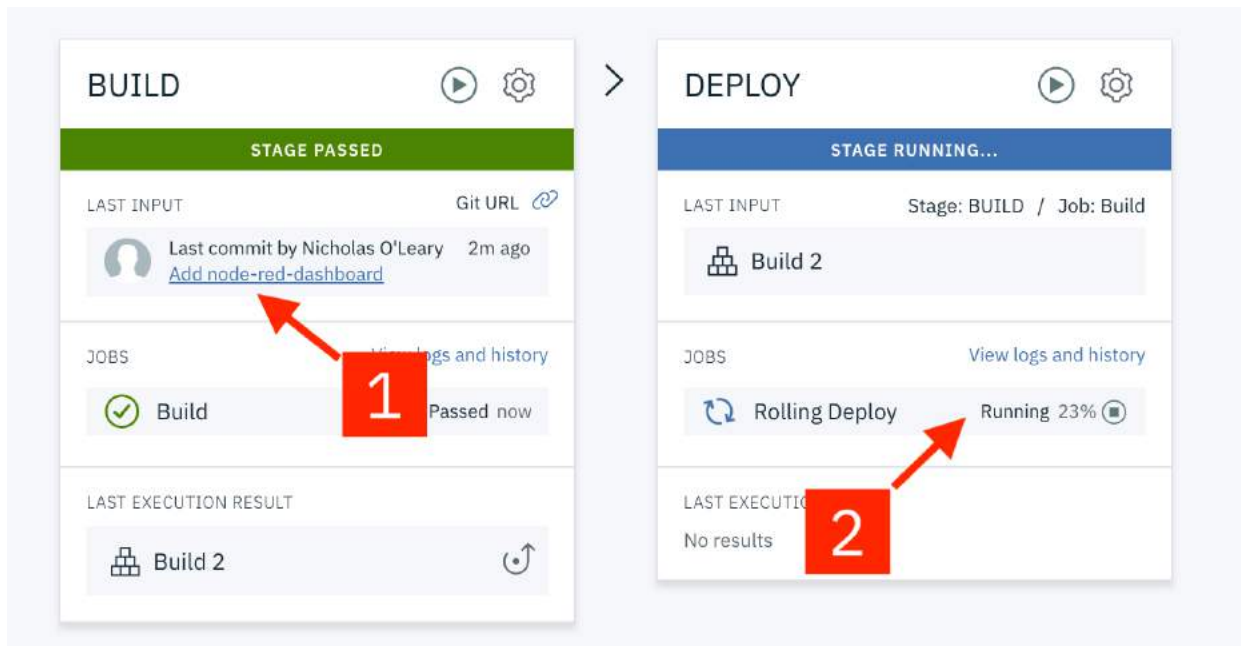 BUILD
STAGE PASSED
LAST INPUT Git URL
Last commit by Nicholas O'Leary 2m ago
Add node-red-dashboard
JOBS logs and history
Build Passed now
LAST EXECUTION RESULT
Build 2
>
DEPLOY
STAGE RUNNING...
LAST INPUT Stage: BUILD / Job: Build
Build 2
JOBS View logs and history
Rolling Deploy Running 23%
LAST
No results
1
2